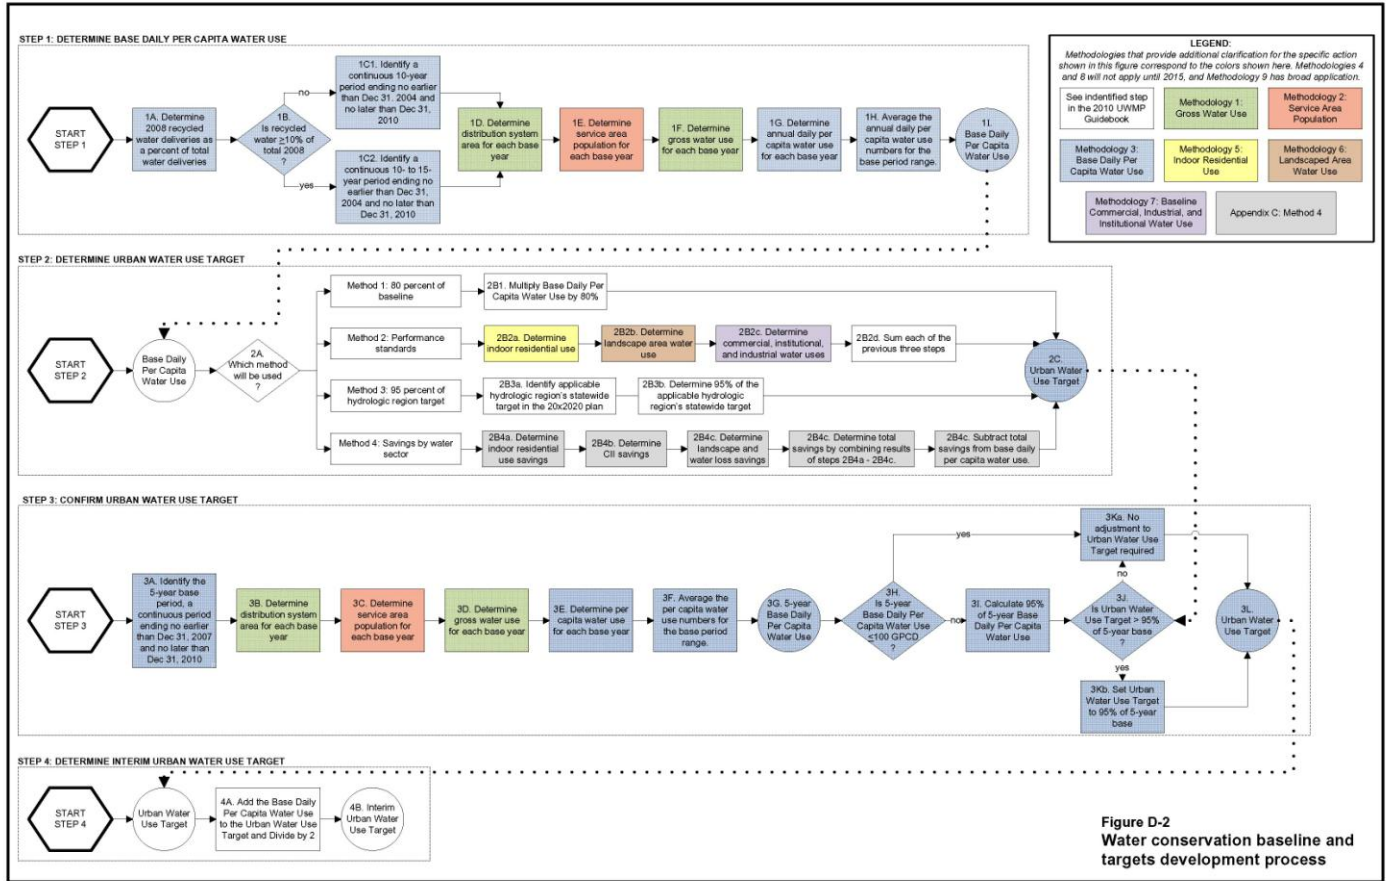 STEP 1: DETERMINE BASE DAILY PER CAPITA WATER USE
START
STEP 1
1A. Determine
2008 recycled
water deliveries as
a percent of total
water deliveries
1B.
Is recycled
water ≥10% of
total 2008
?
no
yes
1C1. Identify a
continuous 10-year
period ending no earlier
than Dec 31. 2004 and
no later than Dec 31,
2010
1C2. Identify a
continuous 10- to 15-
year period ending no
earlier than Dec 31,
2004 and no later than
Dec 31, 2010
1D. Determine
distribution system
area for each base
year
1E. Determine
service area
population for
each base year
1F. Determine
gross water use
for each base year
1G. Determine
annual daily per
capita water use
for each base year
1H. Average the
annual daily per
capita water use
numbers for the
base period range.
1I.
Base Daily
Per Capita
Water Use
LEGEND:
Methodologies that provide additional clarification for the specific action
shown in this figure correspond to the colors shown here. Methodologies 4
and 8 will not apply until 2015, and Methodology 9 has broad application.
See indentified step
in the 2010 UWMP
Guidebook
Methodology 1:
Gross Water Use
Methodology 2:
Service Area
Population
Methodology 3:
Base Daily Per
Capita Water Use
Methodology 5:
Indoor Residential
Use
Methodology 6:
Landscaped Area
Water Use
Methodology 7: Baseline
Commercial, Industrial, and
Institutional Water Use
Appendix C: Method 4
STEP 2: DETERMINE URBAN WATER USE TARGET
START
STEP 2
Base Daily
Per Capita
Water Use
2A.
Which method
will be used
?
Method 1: 80 percent of
baseline
2B1. Multiply Base Daily Per
Capita Water Use by 80%
Method 2: Performance
standards
2B2a. Determine
indoor residential use
2B2b. Determine
landscape area water
use
2B2c. Determine
commercial, institutional,
and industrial water uses
2B2d. Sum each of the
previous three steps
Method 3: 95 percent of
hydrologic region target
2B3a. Identify applicable
hydrologic region's statewide
target in the 20x2020 plan
2B3b. Determine 95% of the
applicable hydrologic
region's statewide target
Method 4: Savings by water
sector
2B4a. Determine
indoor residential
use savings
2B4b. Determine
CII savings
2B4c. Determine
landscape and
water loss savings
2B4c. Determine total
savings by combining results
of steps 2B4a - 2B4c.
2B4c. Subtract total
savings from base daily
per capita water use.
2C.
Urban Water
Use Target
STEP 3: CONFIRM URBAN WATER USE TARGET
START
STEP 3
3A. Identify the
5-year base
period, a
continuous period
ending no earlier
than Dec 31, 2007
and no later than
Dec 31, 2010
3B. Determine
distribution system
area for each base
year
3C. Determine
service area
population for
each base year
3D. Determine
gross water use
for each base year
3E. Determine per
capita water use
for each base year
3F. Average the
per capita water
use numbers for
the base period
range.
3G. 5-year
Base Daily
Per Capita
Water Use
3H.
Is 5-year
Base Daily Per
Capita Water Use
≤100 GPCD
?
yes
no
3I. Calculate 95%
of 5-year Base
Daily Per Capita
Water Use
3J.
Is Urban Water
Use Target > 95%
of 5-year base
?
no
yes
3Ka. No
adjustment to
Urban Water Use
Target required
3Kb. Set Urban
Water Use Target
to 95% of 5-year
base
3L.
Urban Water
Use Target
STEP 4: DETERMINE INTERIM URBAN WATER USE TARGET
START
STEP 4
Urban Water
Use Target
4A. Add the Base Daily
Per Capita Water Use
to the Urban Water Use
Target and Divide by 2
4B. Interim
Urban Water
Use Target
Figure D-2
Water conservation baseline and
targets development process